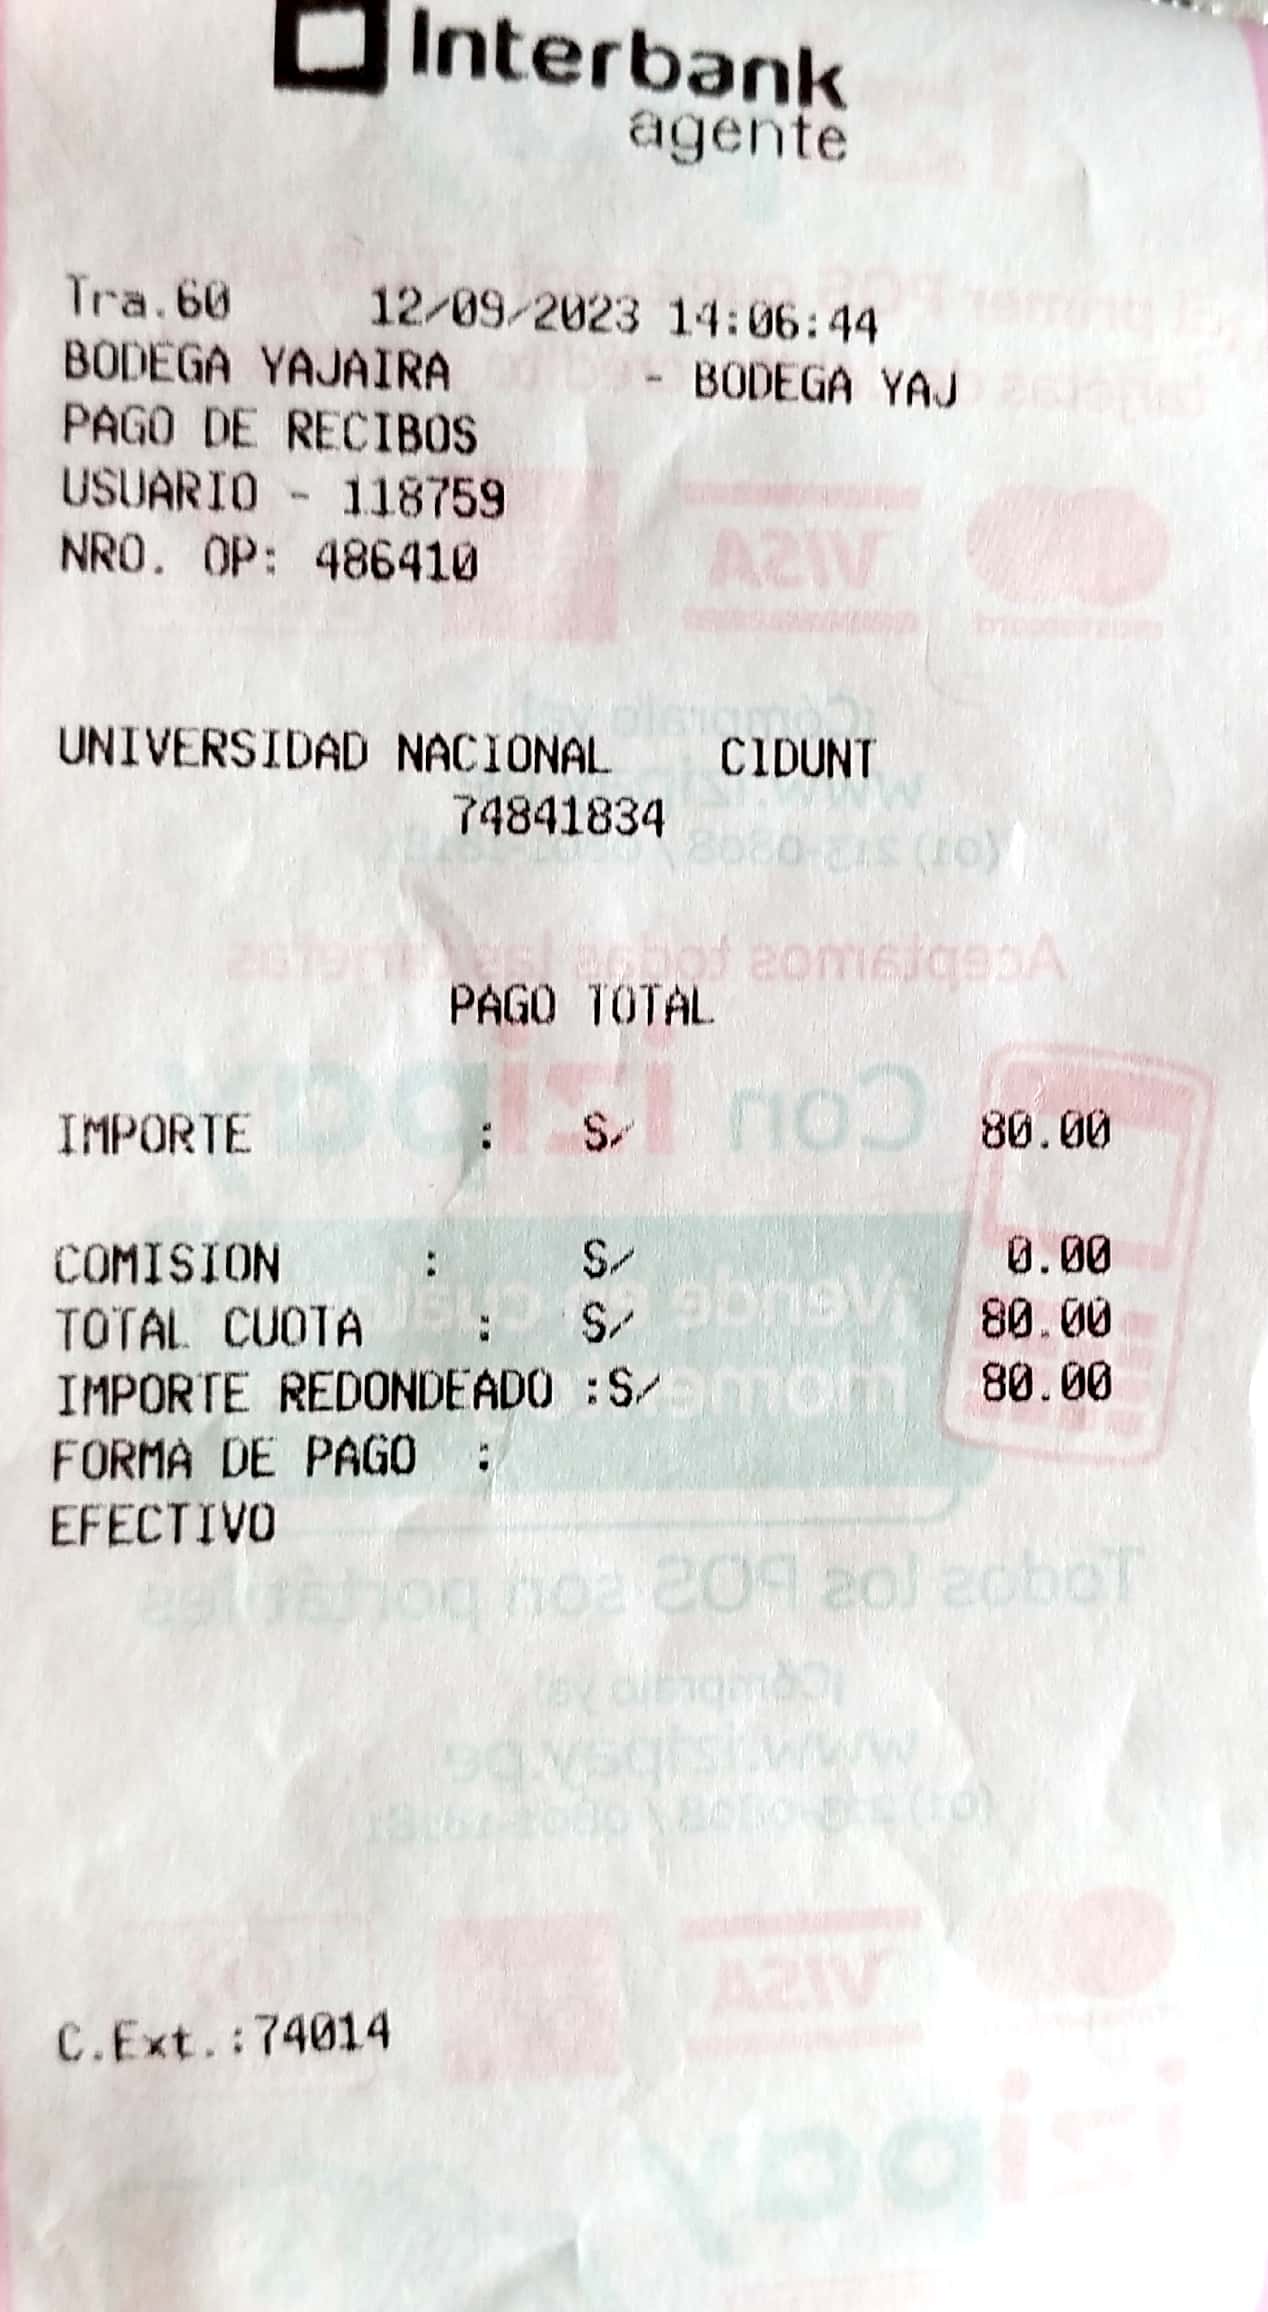 Interbank
agente
Tra.60 12/09/2023 14:06:44
BODEGA YAJAIRA - BODEGA YAJ
PAGO DE RECIBOS
USUARIO - 118759
NRO. OP: 486410
UNIVERSIDAD NACIONAL CIDUNT
74841834
PAGO TOTAL
IMPORTE : S/ 80.00
COMISION : S/ 0.00
TOTAL CUOTA : S/ 80.00
IMPORTE REDONDEADO :S/ 80.00
FORMA DE PAGO :
EFECTIVO
C.Ext.:74014